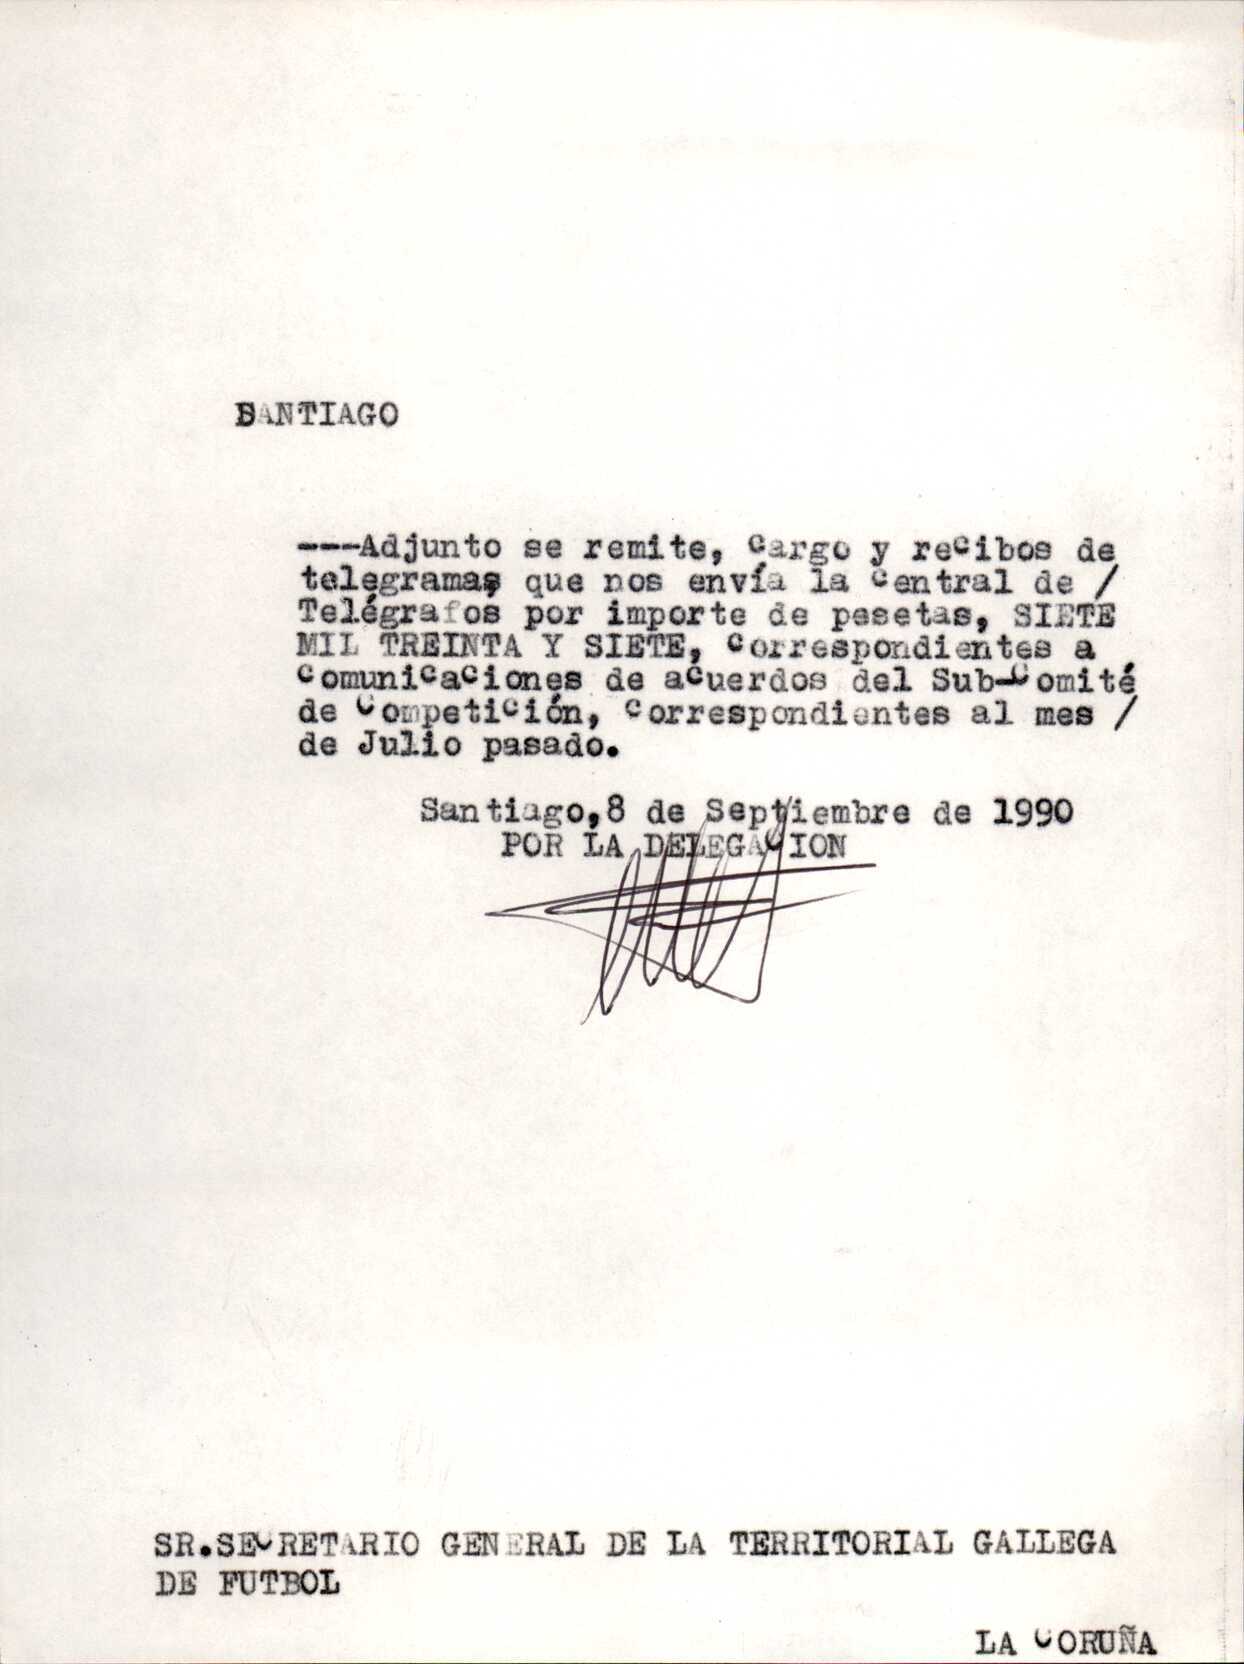 SANTIAGO
---Adjunto se remite, cargo y recibos de
telegramas que nos envía la central de /
Telégrafos por importe de pesetas, SIETE
MIL TREINTA Y SIETE, correspondientes a
comunicaciones de acuerdos del Sub-Comité
de Competición, correspondientes al mes /
de Julio pasado.
Santiago,8 de Septiembre de 1990
POR LA DELEGACION
SR.SECRETARIO GENERAL DE LA TERRITORIAL GALLEGA
DE FUTBOL
LA CORUÑA